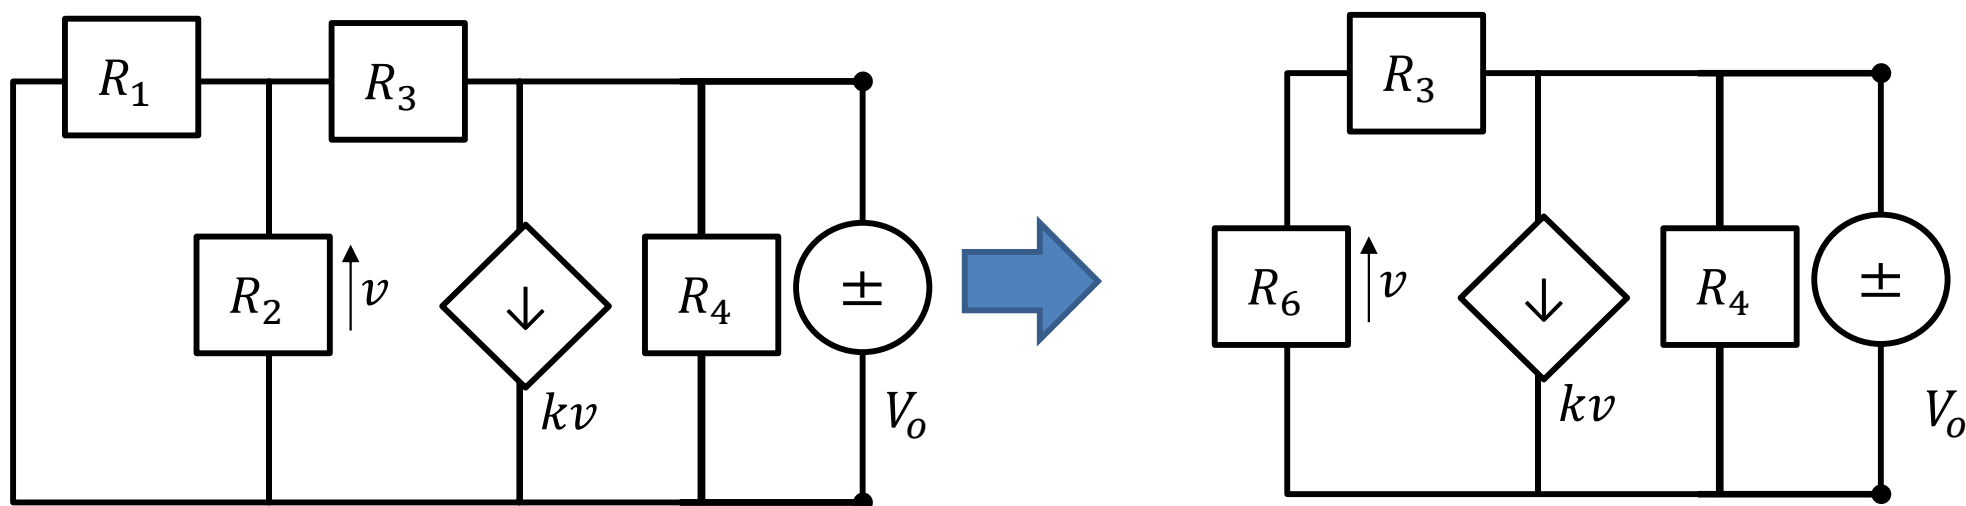 R₁
R₃
R₂
v
kv
R₄
±
Vₒ
R₃
R₆
v
kv
R₄
±
Vₒ